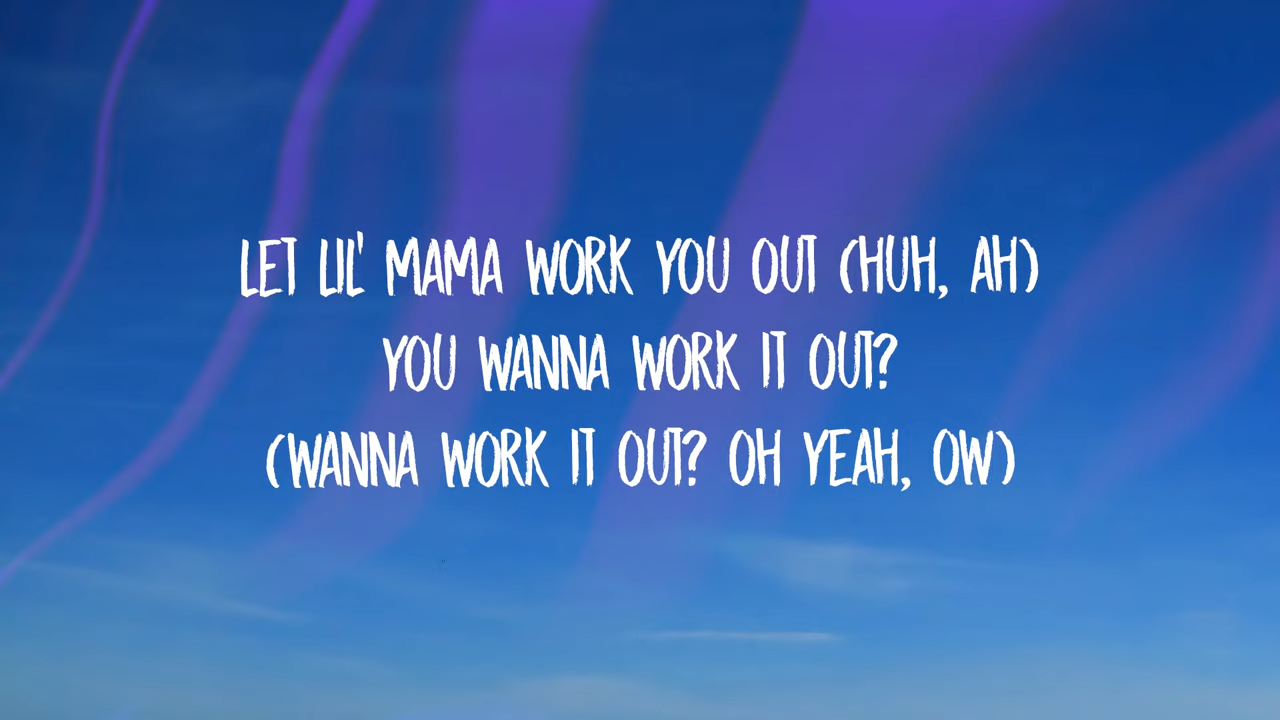 LET LIL' MAMA WORK YOU OUT (HUH, AH)
YOU WANNA WORK IT OUT?
(WANNA WORK IT OUT? OH YEAH, OW)